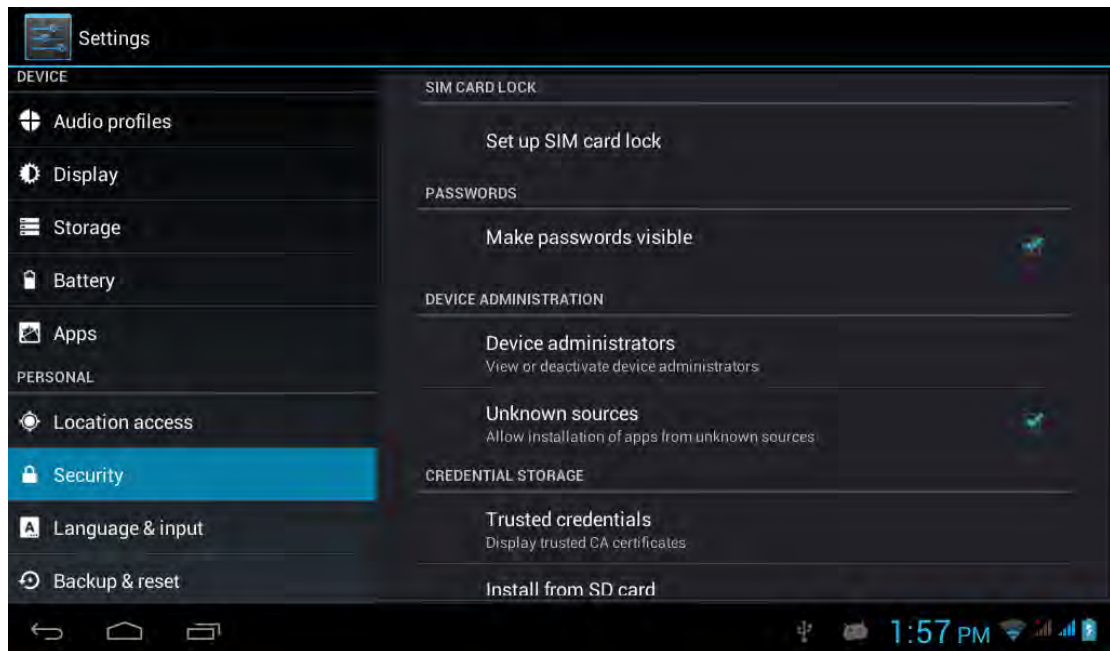 Settings
DEVICE
Audio profiles
Display
Storage
Battery
Apps
PERSONAL
Location access
Security
Language & input
Backup & reset
SIM CARD LOCK
Set up SIM card lock
PASSWORDS
Make passwords visible
DEVICE ADMINISTRATION
Device administrators
View or deactivate device administrators
Unknown sources
Allow installation of apps from unknown sources
CREDENTIAL STORAGE
Trusted credentials
Display trusted CA certificates
Install from SD card
1:57 PM